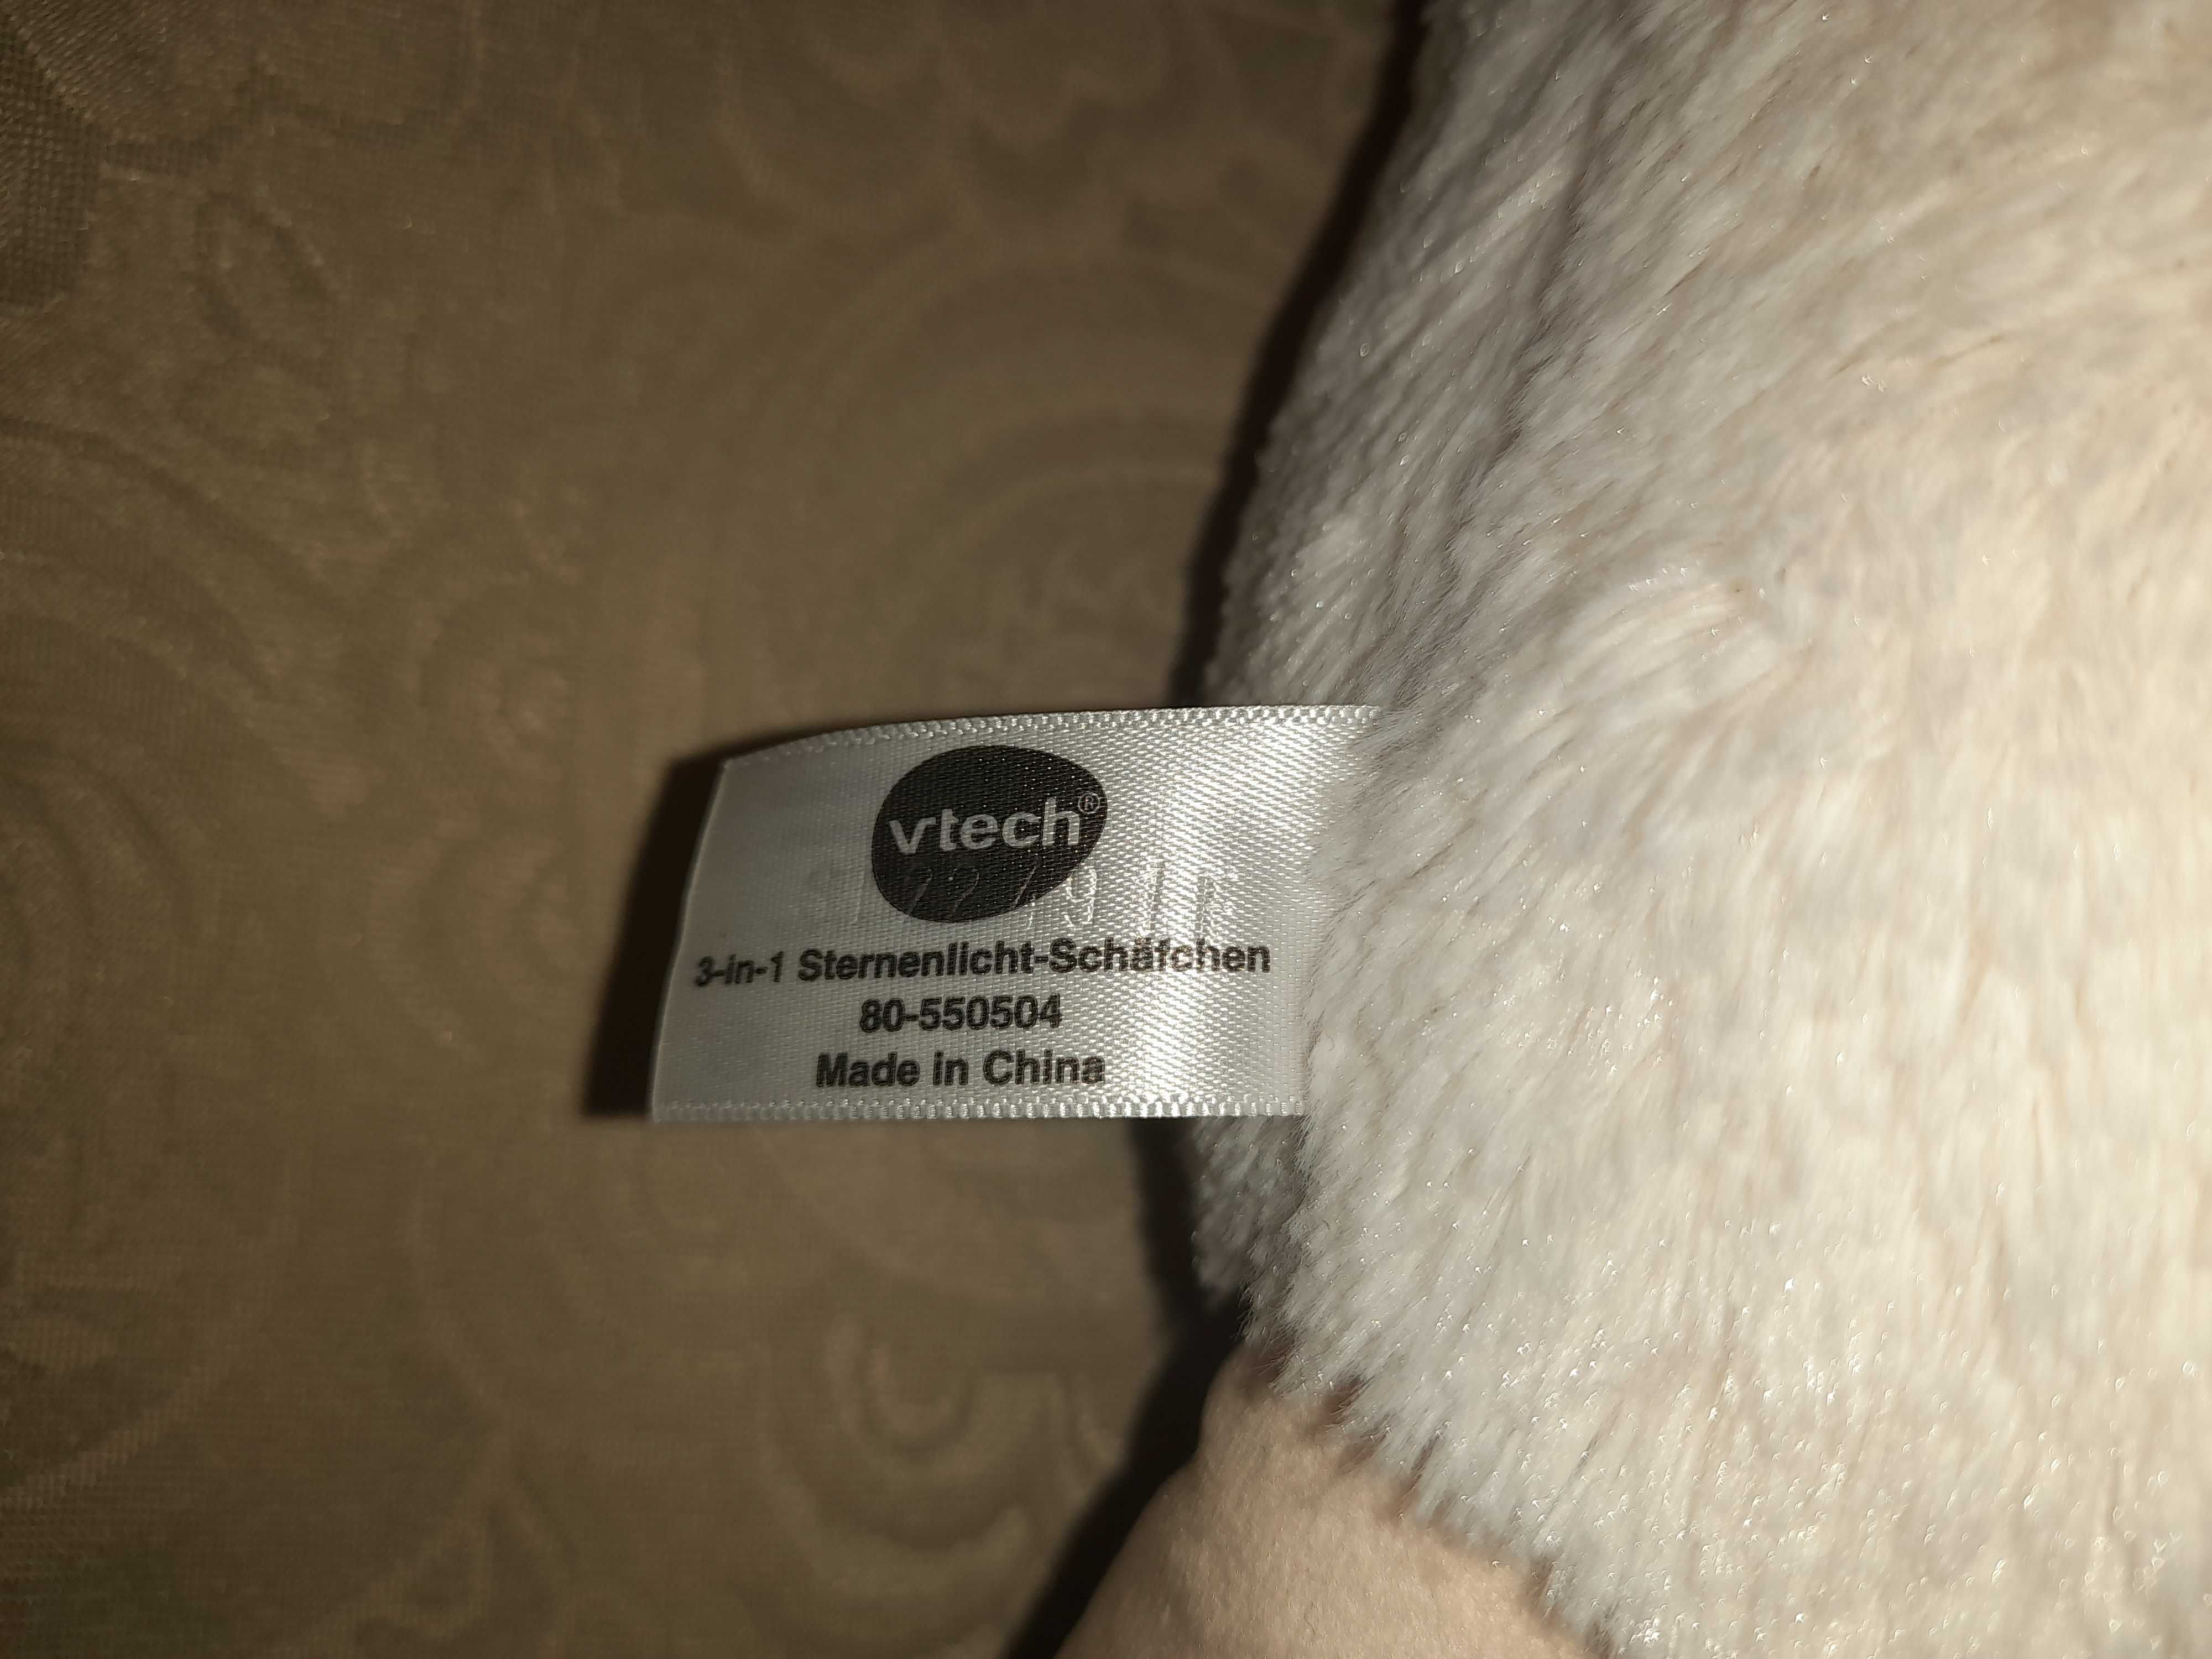 vtech®
3-in-1 Sternenlicht-Schäfchen
80-550504
Made in China